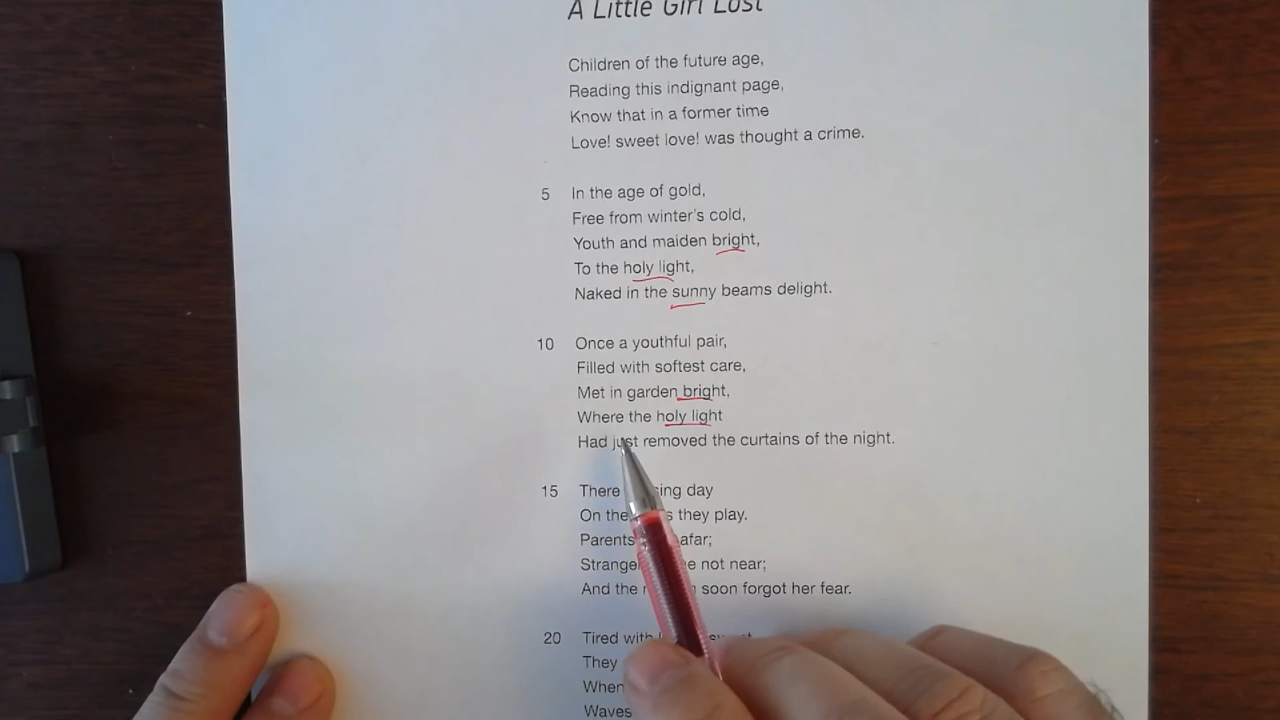 A Little Girl Lost
Children of the future age,
Reading this indignant page,
Know that in a former time
Love! sweet love! was thought a crime.
5 In the age of gold,
Free from winter's cold,
Youth and maiden bright,
To the holy light,
Naked in the sunny beams delight.
10 Once a youthful pair,
Filled with softest care,
Met in garden bright,
Where the holy light
Had just removed the curtains of the night.
15 There day
On the they play.
Parents afar;
not near;
And the soon forgot her fear.
20 Tired with
They
When
Waves